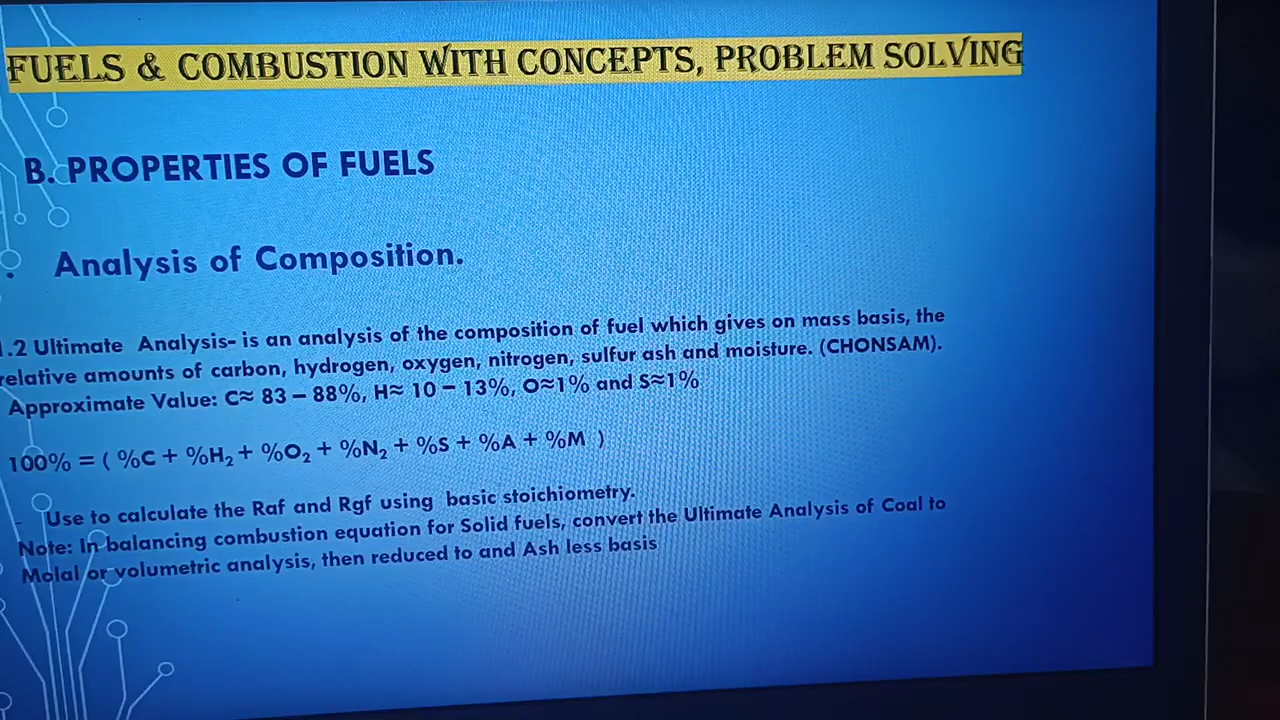 FUELS & COMBUSTION WITH CONCEPTS, PROBLEM SOLVING
B. PROPERTIES OF FUELS
. Analysis of Composition.
1.2 Ultimate Analysis- is an analysis of the composition of fuel which gives on mass basis, the
relative amounts of carbon, hydrogen, oxygen, nitrogen, sulfur ash and moisture. (CHONSAM).
Approximate Value: C≈ 83 – 88%, H≈ 10 – 13%, O≈1% and S≈1%
100% = ( %C + %H₂ + %O₂ + %N₂ + %S + %A + %M )
- Use to calculate the Raf and Rgf using basic stoichiometry.
Note: In balancing combustion equation for Solid fuels, convert the Ultimate Analysis of Coal to
Molal or volumetric analysis, then reduced to and Ash less basis